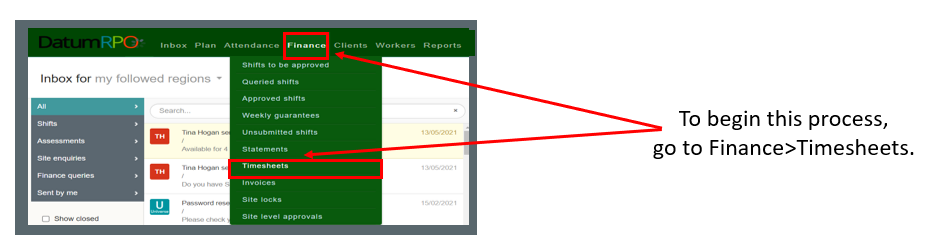 DatumRPO
Inbox Plan Attendance Finance Clients Workers Reports
Inbox for my followed regions
All
Shifts
Assessments
Site enquiries
Finance queries
Sent by me
Show closed
Shifts to be approved
Queried shifts
Approved shifts
Weekly guarantees
Unsubmitted shifts
Statements
Timesheets
Invoices
Site locks
Site level approvals
Search...
TH
Tina Hogan
/
Available for 4
13/05/2021
TH
Tina Hogan
/
Do you have
13/05/2021
U
Universe
Password
/
Please check
15/02/2021
To begin this process,
go to Finance>Timesheets.